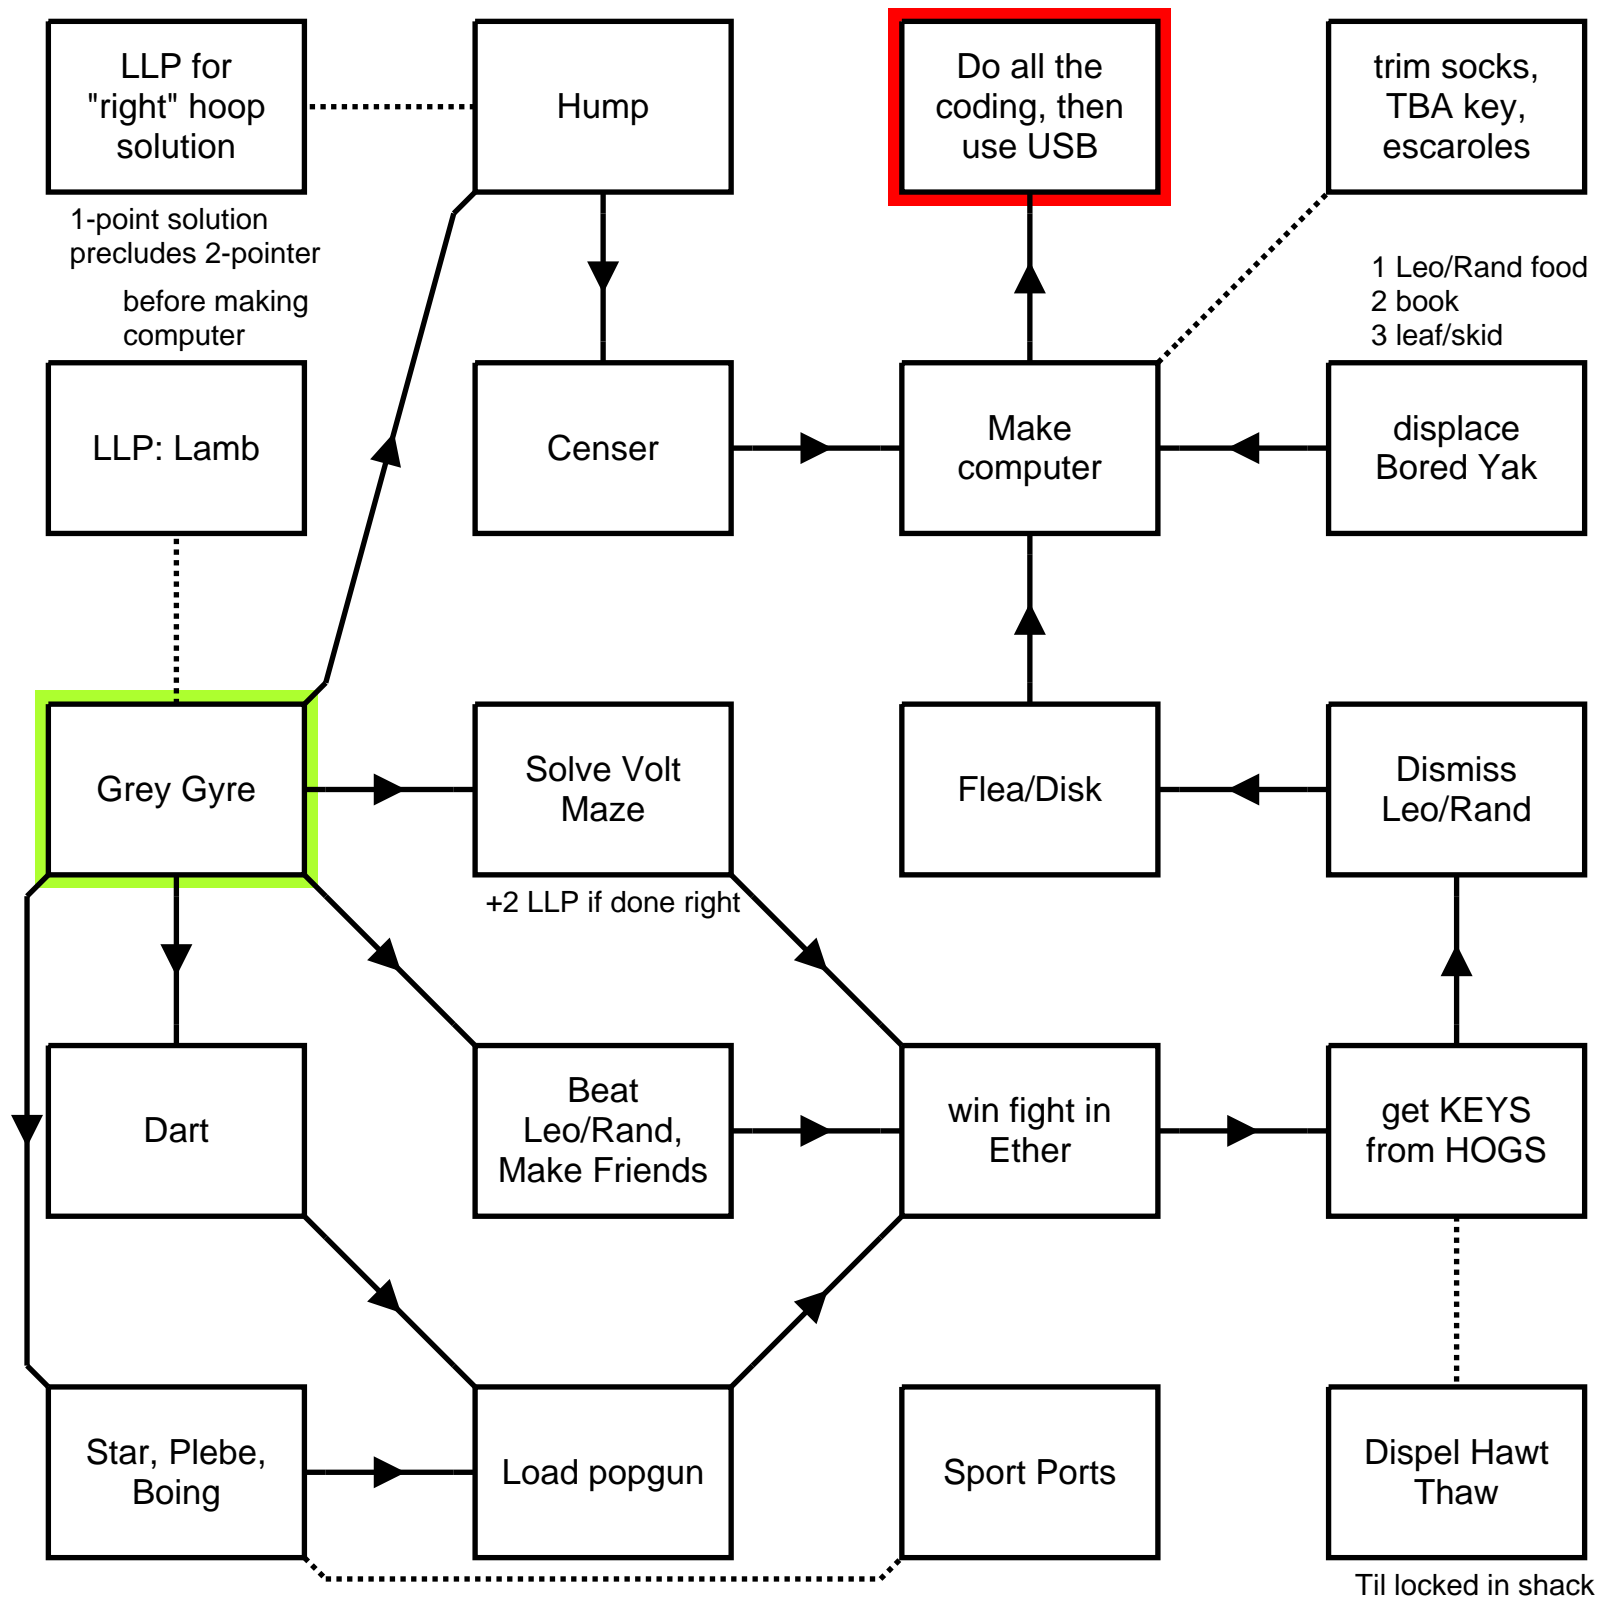 LLP for
"right" hoop
solution
Hump
Do all the
coding, then
use USB
trim socks,
TBA key,
escaroles
1-point solution
precludes 2-pointer
before making
computer
1 Leo/Rand food
2 book
3 leaf/skid
LLP: Lamb
Censer
Make
computer
displace
Bored Yak
Grey Gyre
Solve Volt
Maze
Flea/Disk
Dismiss
Leo/Rand
+2 LLP if done right
Dart
Beat
Leo/Rand,
Make Friends
win fight in
Ether
get KEYS
from HOGS
Star, Plebe,
Boing
Load popgun
Sport Ports
Dispel Hawt
Thaw
Til locked in shack